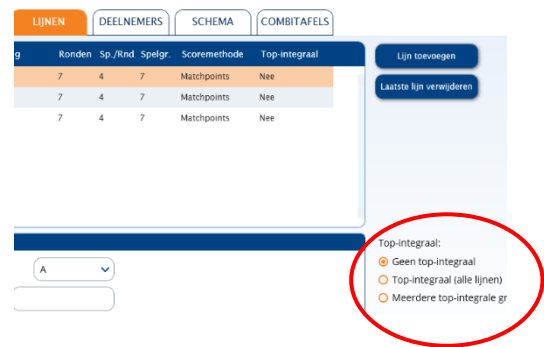 LIJNEN DEELNEMERS SCHEMA COMBITAFELS
g Ronden Sp./Rnd Spelgr. Scoremethode Top-integraal
7 4 7 Matchpoints Nee
7 4 7 Matchpoints Nee
7 4 7 Matchpoints Nee
Lijn toevoegen
Laatste lijn verwijderen
Top-integraal:
Geen top-integraal
Top-integraal (alle lijnen)
Meerdere top-integrale gr
A